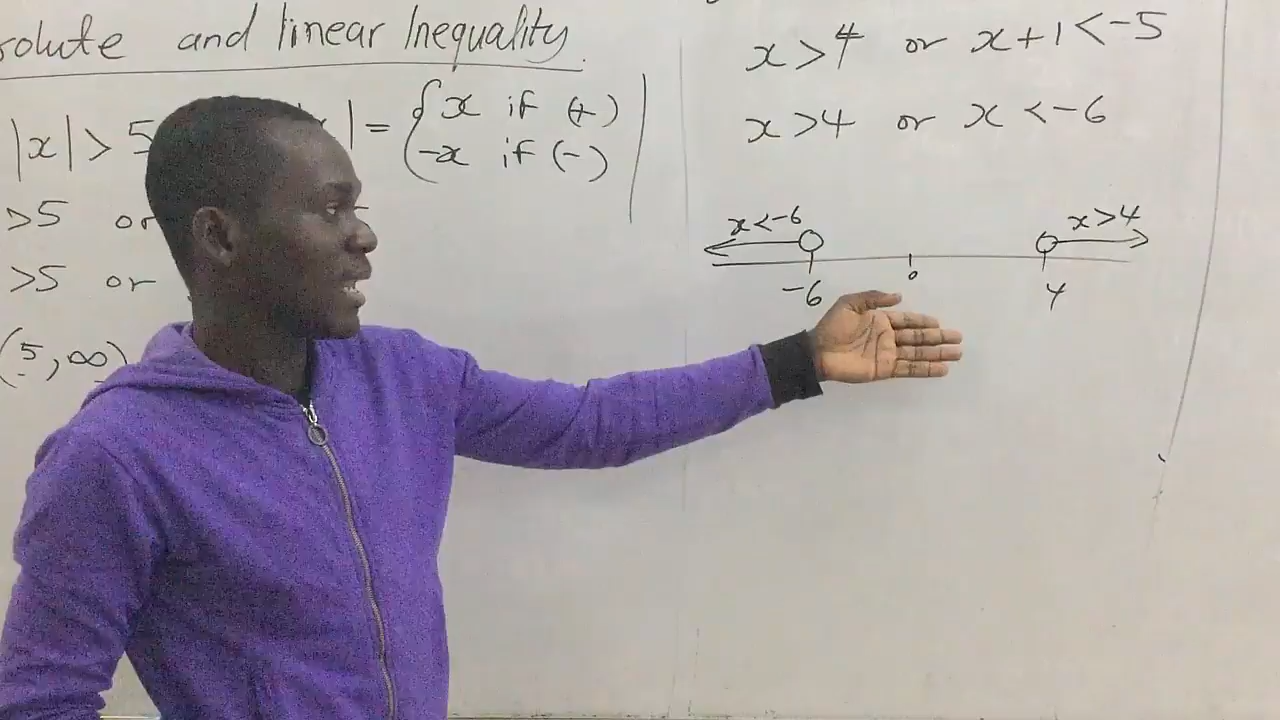 and linear Inequality
|x| > 5 | = { x if (+)
-x if (-)
>5 or
>5 or
(5, ∞)
x>4 or x+1<-5
x>4 or x<-6
x<-6 x>4
-6 0 4